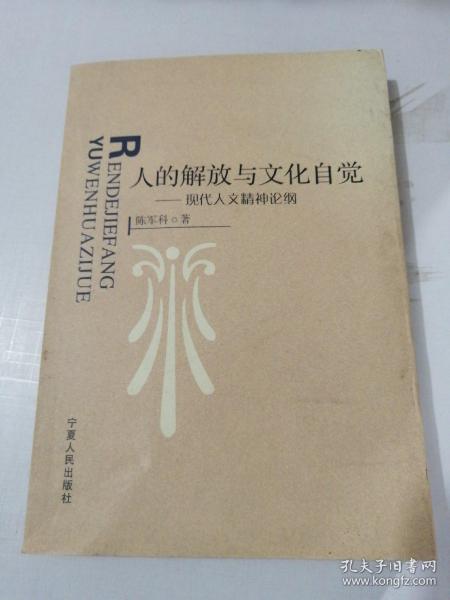 RENDEJIEFANG
YUWENHUAZIJUE
人的解放与文化自觉
——现代人文精神论纲
陈军科○著
宁夏人民出版社
孔夫子旧书网
www.kongfz.com